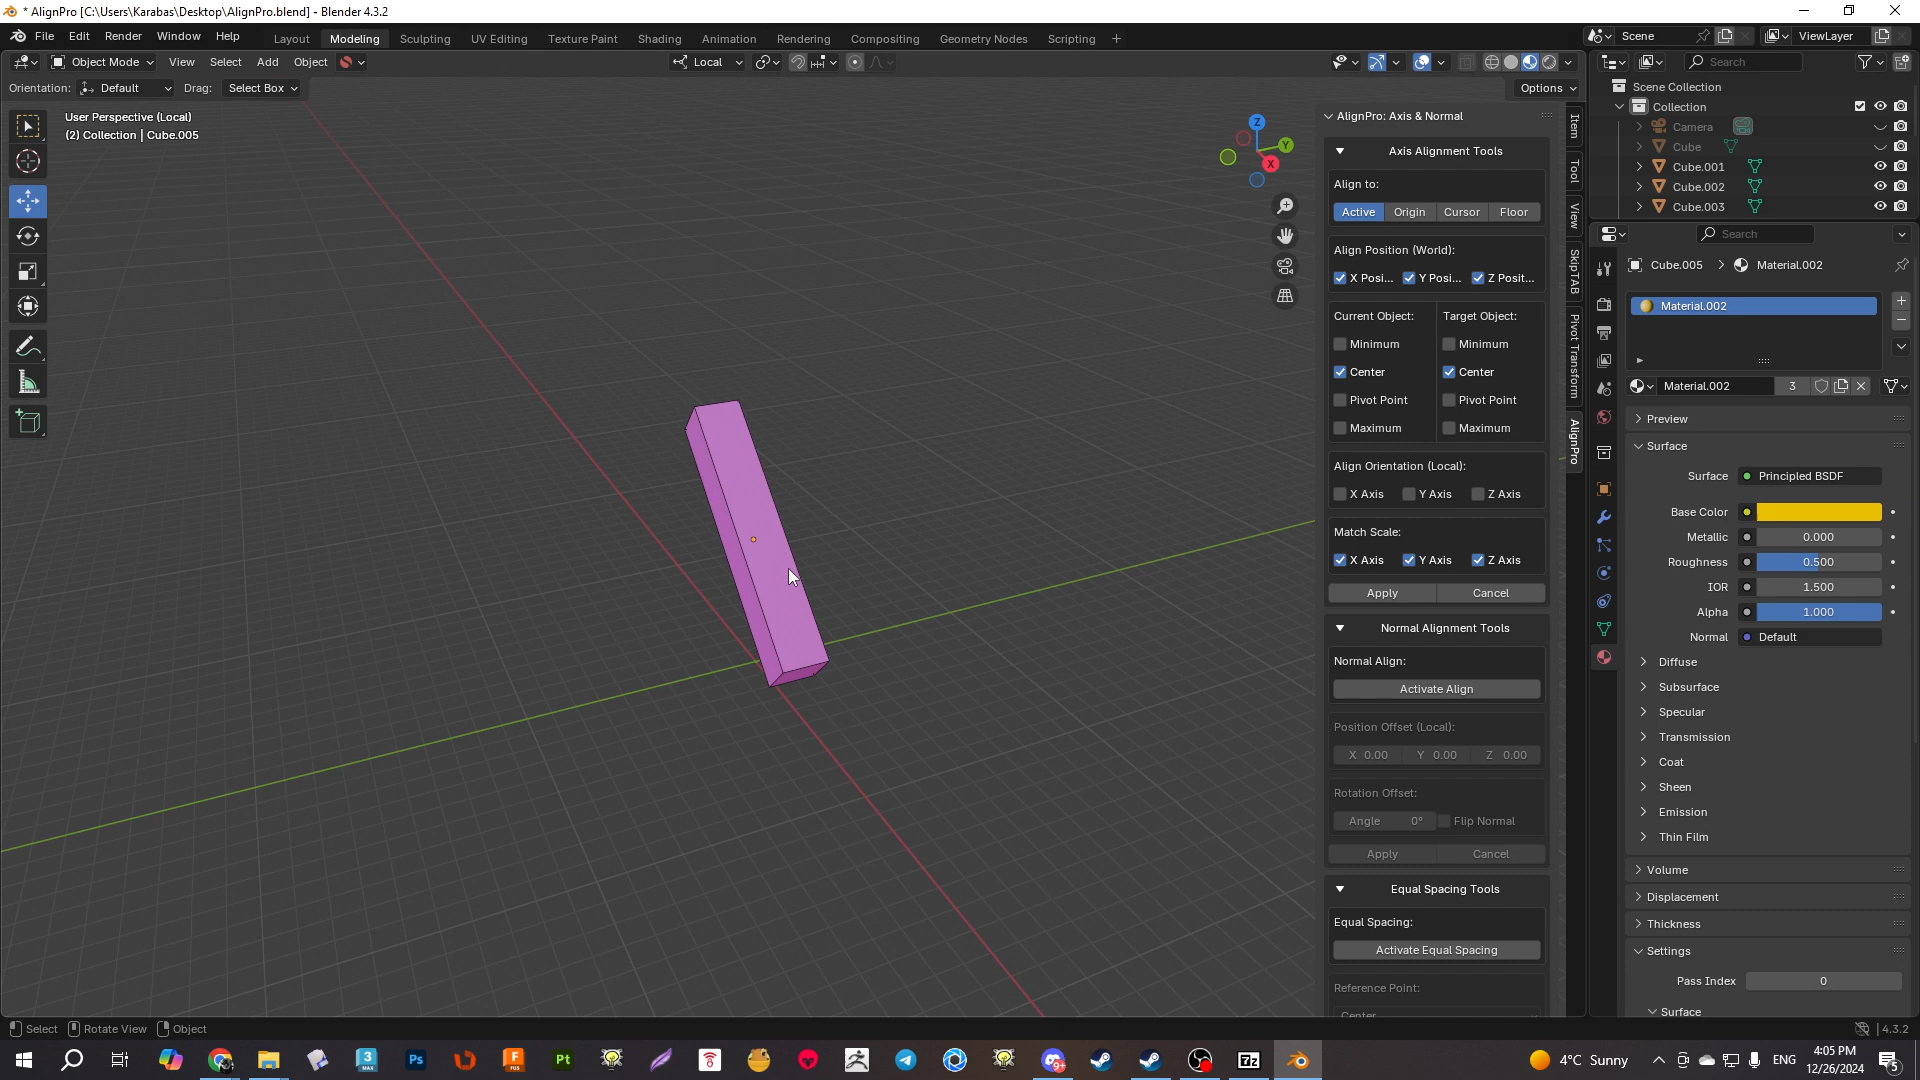 * AlignPro [C:\Users\Karabas\Desktop\AlignPro.blend] - Blender 4.3.2
File Edit Render Window Help
Layout Modeling Sculpting UV Editing Texture Paint Shading Animation Rendering Compositing Geometry Nodes Scripting +
Scene
ViewLayer
Object Mode View Select Add Object
Local
Search
Orientation: Default Drag: Select Box
Options
User Perspective (Local)
(2) Collection | Cube.005
Z
Y
X
AlignPro: Axis & Normal
Axis Alignment Tools
Align to:
Active Origin Cursor Floor
Align Position (World):
X Posi... Y Posi... Z Posit...
Current Object: Target Object:
Minimum Minimum
Center Center
Pivot Point Pivot Point
Maximum Maximum
Align Orientation (Local):
X Axis Y Axis Z Axis
Match Scale:
X Axis Y Axis Z Axis
Apply Cancel
Normal Alignment Tools
Normal Align:
Activate Align
Position Offset (Local):
X 0.00 Y 0.00 Z 0.00
Rotation Offset:
Angle 0° Flip Normal
Apply Cancel
Equal Spacing Tools
Equal Spacing:
Activate Equal Spacing
Reference Point:
Center
Item
Tool
View
SkipTAB
Pivot Transform
AlignPro
Scene Collection
Collection
Camera
Cube
Cube.001
Cube.002
Cube.003
Search
Cube.005 > Material.002
Material.002
Material.002 3
Preview
Surface
Surface Principled BSDF
Base Color
Metallic 0.000
Roughness 0.500
IOR 1.500
Alpha 1.000
Normal Default
Diffuse
Subsurface
Specular
Transmission
Coat
Sheen
Emission
Thin Film
Volume
Displacement
Thickness
Settings
Pass Index 0
Surface
Select Rotate View Object
4.3.2
3
MAX
Ps
F
FUS
Pt
9+
7z
4°C Sunny
ENG
4:05 PM
12/26/2024
5